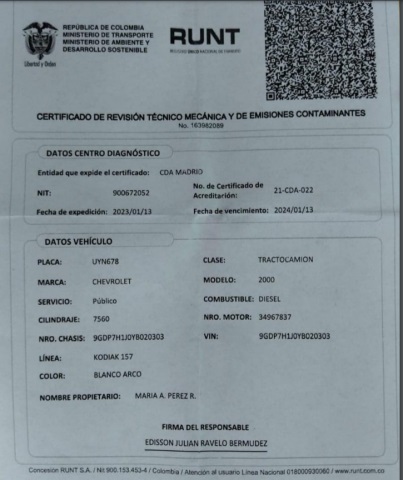 REPÚBLICA DE COLOMBIA
MINISTERIO DE TRANSPORTE
MINISTERIO DE AMBIENTE Y
DESARROLLO SOSTENIBLE
Libertad y Orden
RUNT
CERTIFICADO DE REVISIÓN TÉCNICO MECÁNICA Y DE EMISIONES CONTAMINANTES
No. 163982089
DATOS CENTRO DIAGNÓSTICO
Entidad que expide el certificado: CDA MADRID
NIT: 900672052 No. de Certificado de Acreditación: 21-CDA-022
Fecha de expedición: 2023/01/13 Fecha de vencimiento: 2024/01/13
DATOS VEHÍCULO
PLACA: UYN678 CLASE: TRACTOCAMION
MARCA: CHEVROLET MODELO: 2000
SERVICIO: Público COMBUSTIBLE: DIESEL
CILINDRAJE: 7560 NRO. MOTOR: 34967837
NRO. CHASIS: 9GDP7H1J0YB020303 VIN: 9GDP7H1J0YB020303
LÍNEA: KODIAK 157
COLOR: BLANCO ARCO
NOMBRE PROPIETARIO: MARIA A. PEREZ R.
FIRMA DEL RESPONSABLE
EDISSON JULIAN RAVELO BERMUDEZ
Concesión RUNT S.A. / Nit 900.153.453-4 / Colombia / Atención al usuario Línea Nacional 018000930060 / www.runt.com.co